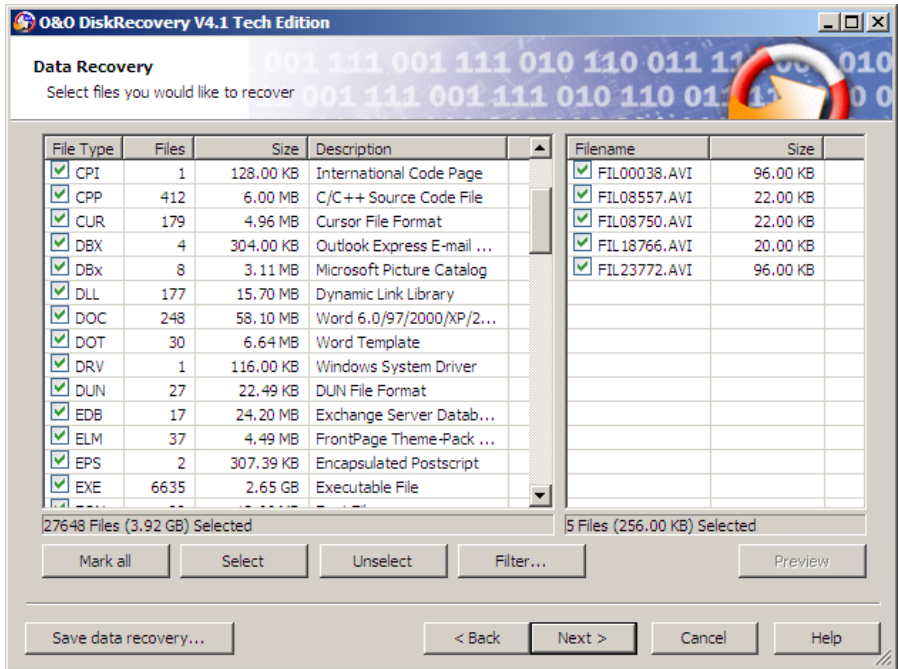 O&O DiskRecovery V4.1 Tech Edition
Data Recovery
Select files you would like to recover
File Type Files Size Description
CPI 1 128.00 KB International Code Page
CPP 412 6.00 MB C/C++ Source Code File
CUR 179 4.96 MB Cursor File Format
DBX 4 304.00 KB Outlook Express E-mail ...
DBx 8 3.11 MB Microsoft Picture Catalog
DLL 177 15.70 MB Dynamic Link Library
DOC 248 58.10 MB Word 6.0/97/2000/XP/2...
DOT 30 6.64 MB Word Template
DRV 1 116.00 KB Windows System Driver
DUN 27 22.49 KB DUN File Format
EDB 17 24.20 MB Exchange Server Datab...
ELM 37 4.49 MB FrontPage Theme-Pack ...
EPS 2 307.39 KB Encapsulated Postscript
EXE 6635 2.65 GB Executable File
27648 Files (3.92 GB) Selected
Filename Size
FIL00038.AVI 96.00 KB
FIL08557.AVI 22.00 KB
FIL08750.AVI 22.00 KB
FIL18766.AVI 20.00 KB
FIL23772.AVI 96.00 KB
5 Files (256.00 KB) Selected
Mark all Select Unselect Filter... Preview
Save data recovery... < Back Next > Cancel Help